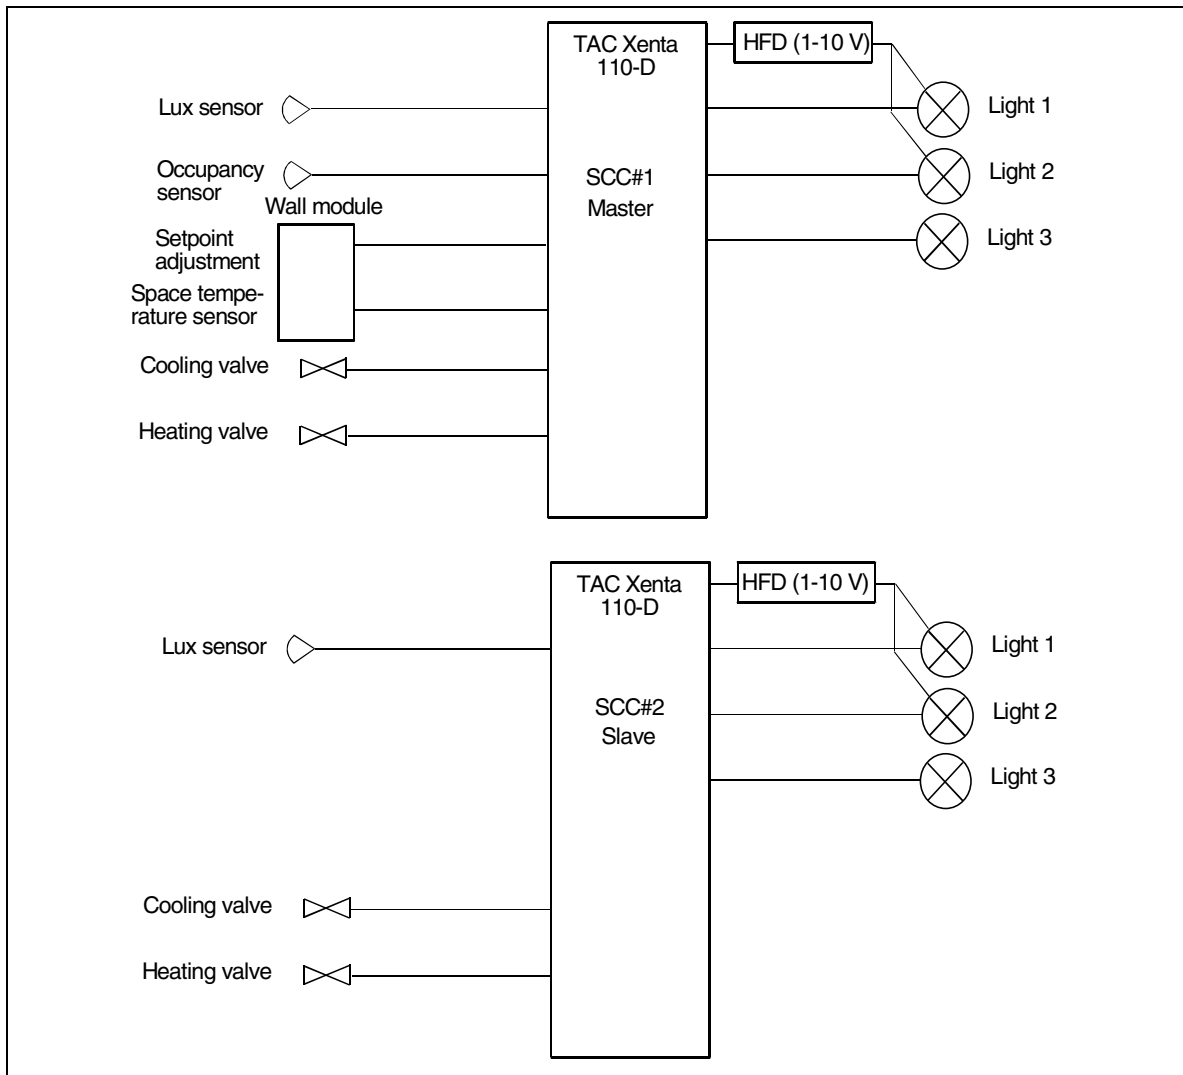 TAC Xenta
110-D
HFD (1-10 V)
Lux sensor
Light 1
Occupancy
sensor
SCC#1
Master
Light 2
Wall module
Setpoint
adjustment
Light 3
Space tempe-
rature sensor
Cooling valve
Heating valve
TAC Xenta
110-D
HFD (1-10 V)
Lux sensor
Light 1
SCC#2
Slave
Light 2
Light 3
Cooling valve
Heating valve